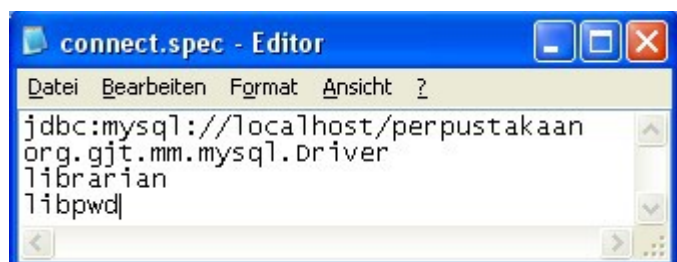 connect.spec - Editor
Datei Bearbeiten Format Ansicht ?
jdbc:mysql://localhost/perpustakaan
org.gjt.mm.mysql.Driver
librarian
libpwd